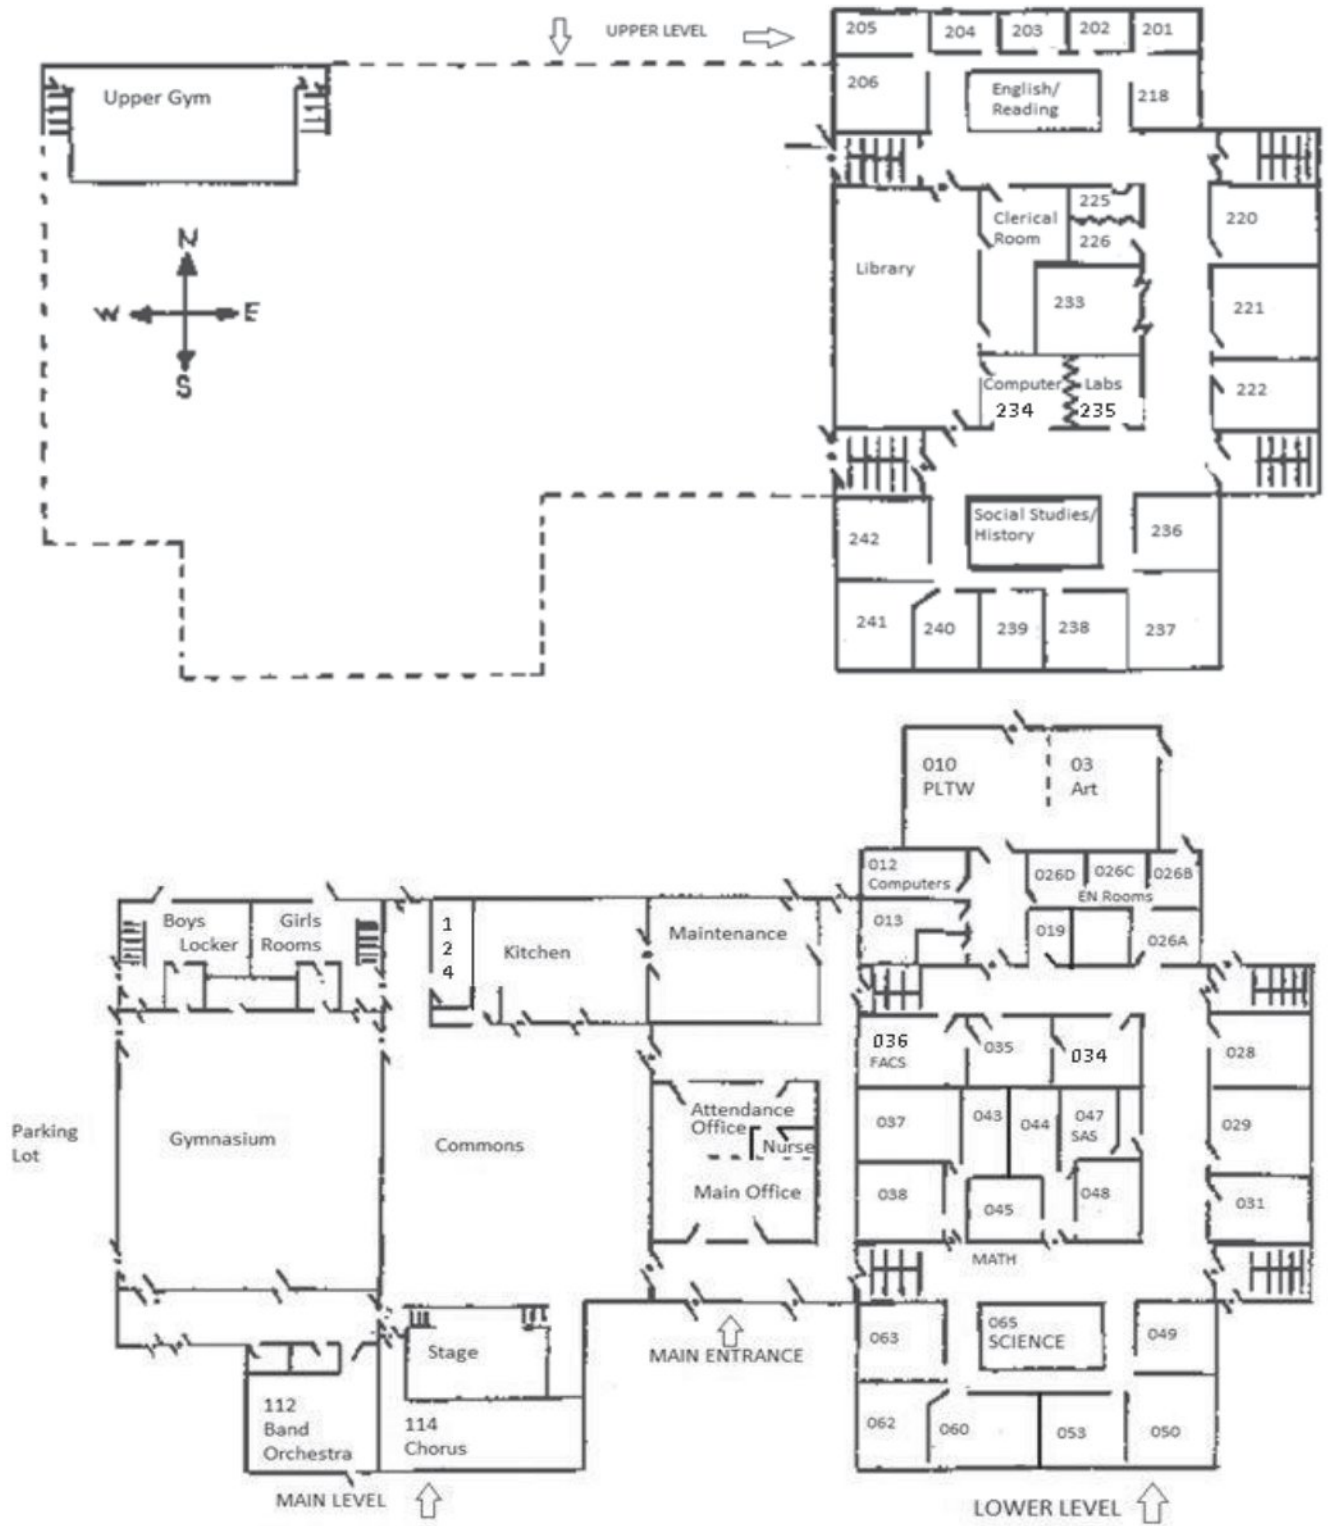 UPPER LEVEL
205
204
203
202
201
206
English/
Reading
218
Upper Gym
N
W
E
S
Library
Clerical
Room
225
226
220
233
221
Computer Labs
234
235
222
Social Studies/
History
236
242
241
240
239
238
237
010
PLTW
03
Art
012
Computers
026D
026C
026B
EN Rooms
013
019
026A
Boys
Locker
Girls
Rooms
1
2
4
Kitchen
Maintenance
036
FACS
035
034
028
Parking
Lot
Gymnasium
Commons
Attendance
Office
Nurse
Main Office
037
043
044
047
SAS
029
038
045
048
031
MATH
MAIN ENTRANCE
Stage
063
065
SCIENCE
049
112
Band
Orchestra
114
Chorus
062
060
053
050
MAIN LEVEL
LOWER LEVEL